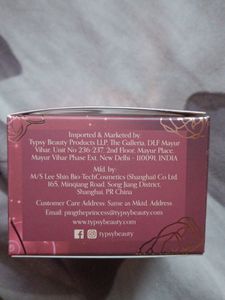 Imported & Marketed by
Typsy Beauty Products LLP, The Galleria, DLF Mayur
Vihar, Unit No 236-237, 2nd Floor, Mayur Place,
Mayur Vihar Phase Ext, New Delhi - 110091, INDIA
Mfd. by
M/S Lee Shin Bio-TechCosmetics (Shanghai) Co Ltd.
165, Minqiang Road, Song Jiang District,
Shanghai, PR China
Customer Care Address: Same as Mktd. Address
Email: pingtheprincess@typsybeauty.com
www.typsybeauty.com
typsybeauty